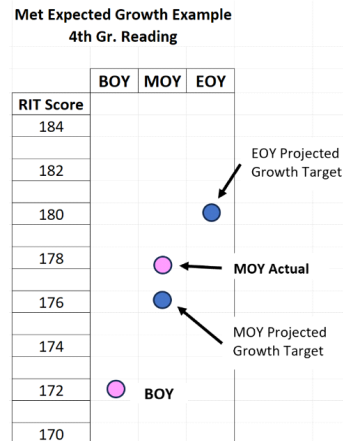 Met Expected Growth Example
4th Gr. Reading
BOY MOY EOY
RIT Score
184
EOY Projected
Growth Target
182
180
178
MOY Actual
176
MOY Projected
Growth Target
174
172
BOY
170